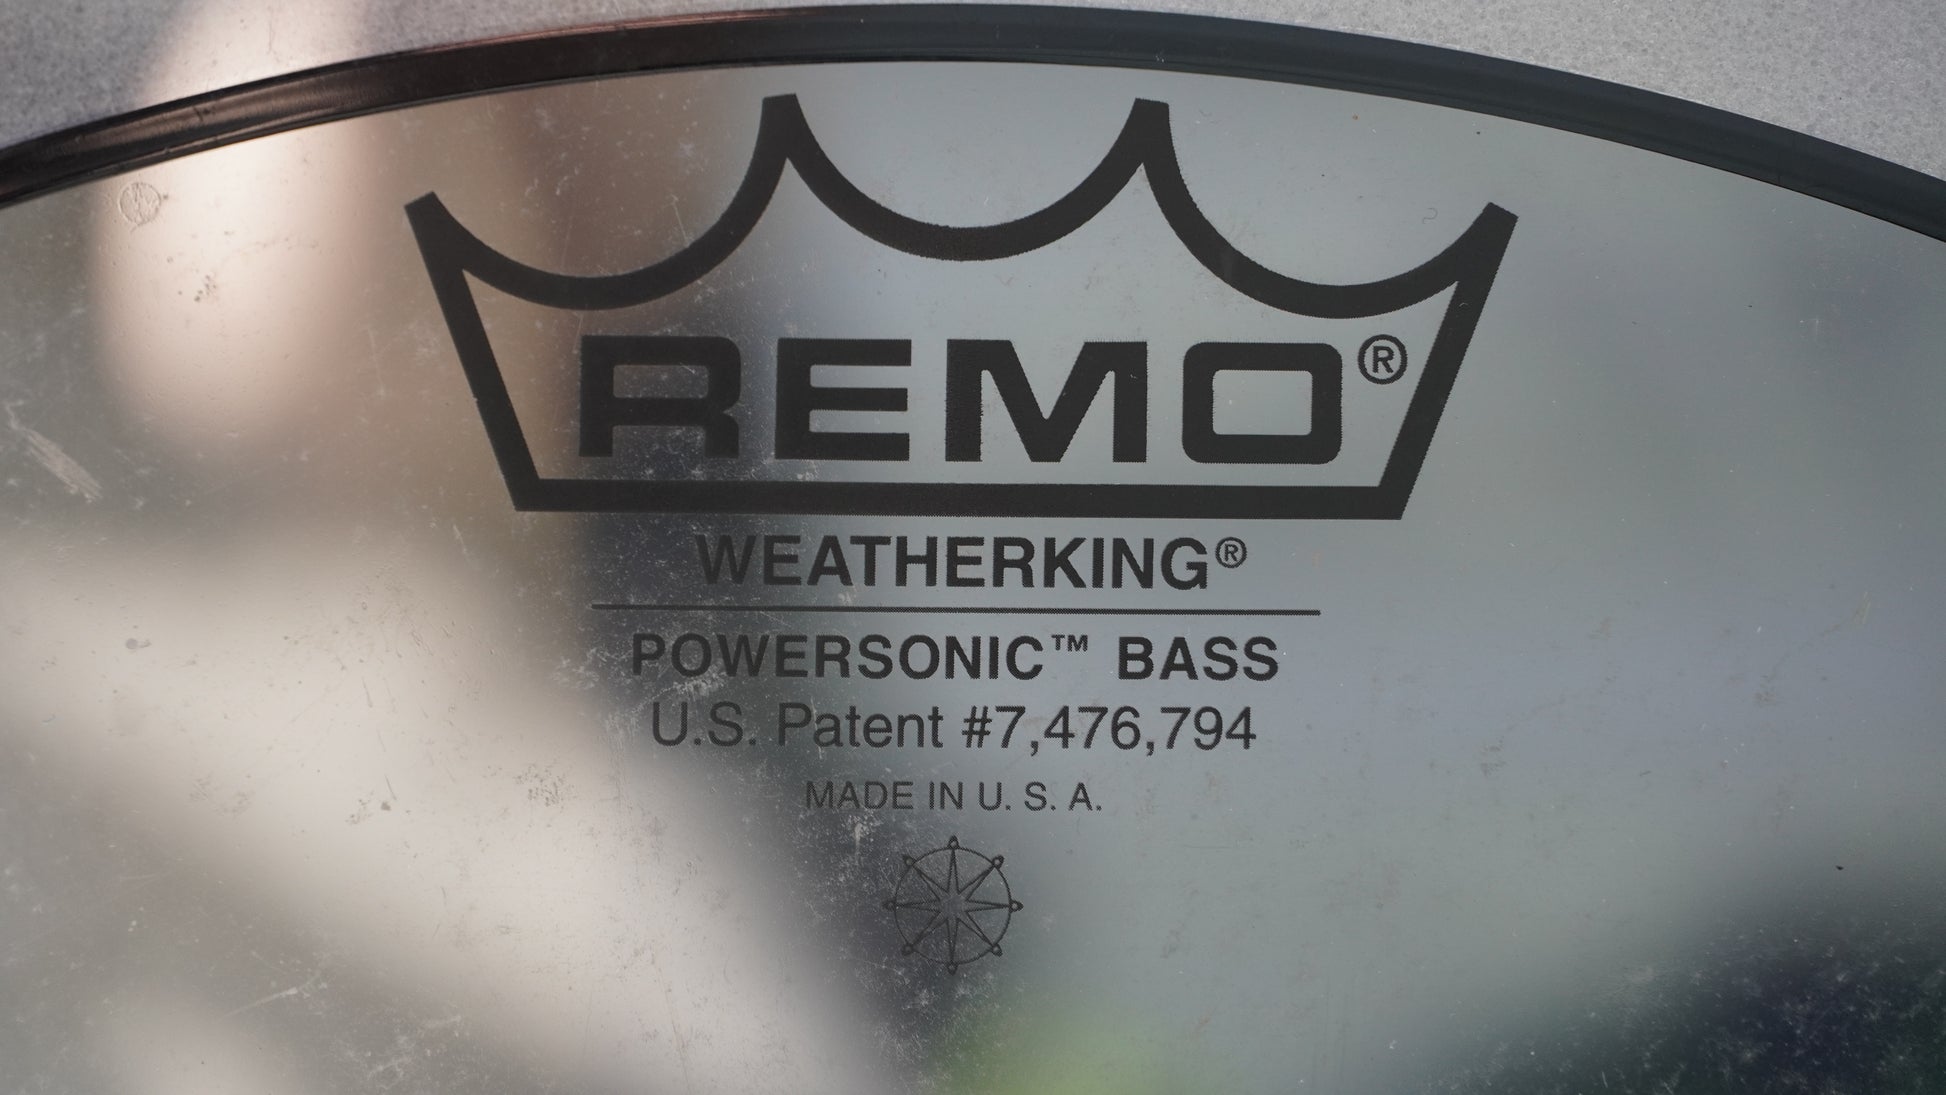 REMO®
WEATHERKING®
POWERSONIC™ BASS
U.S. Patent #7,476,794
MADE IN U. S. A.